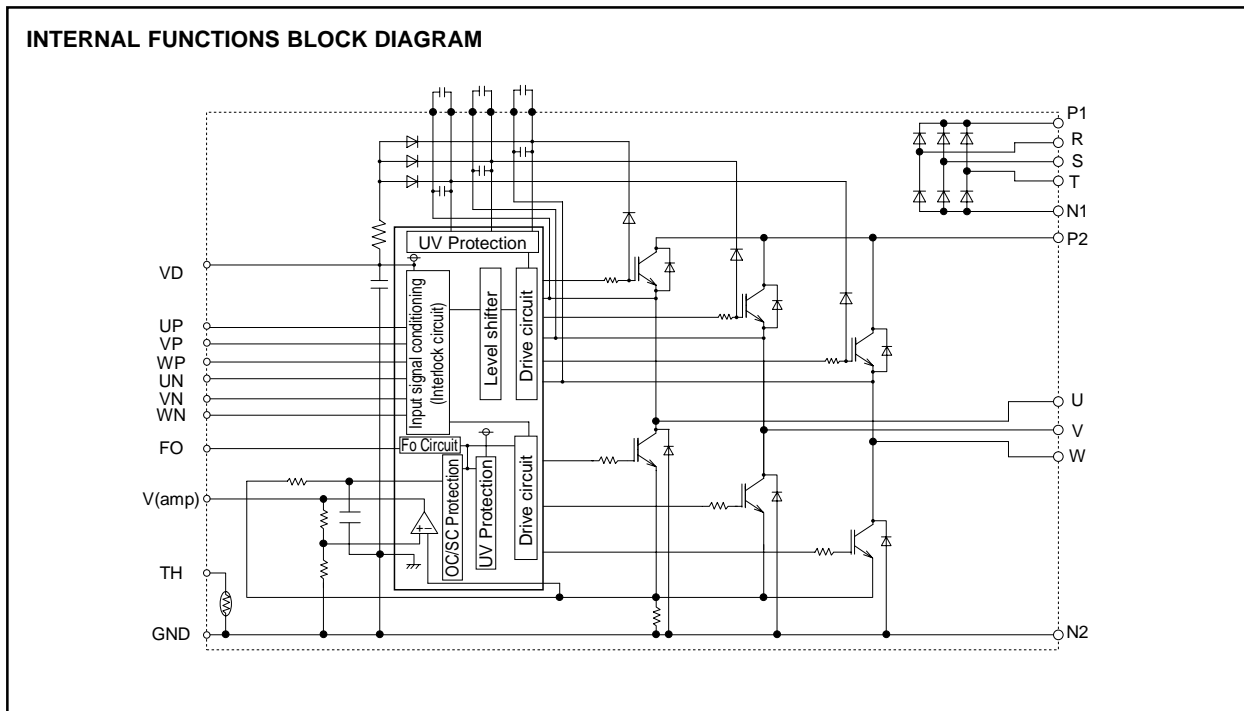 INTERNAL FUNCTIONS BLOCK DIAGRAM
P1
R
S
T
N1
P2
UV Protection
VD
UP
VP
WP
UN
VN
WN
Input signal conditioning
(Interlock circuit)
Level shifter
Drive circuit
U
V
W
FO
Fo Circuit
V(amp)
+-
OC/SC Protection
UV Protection
Drive circuit
TH
GND
N2